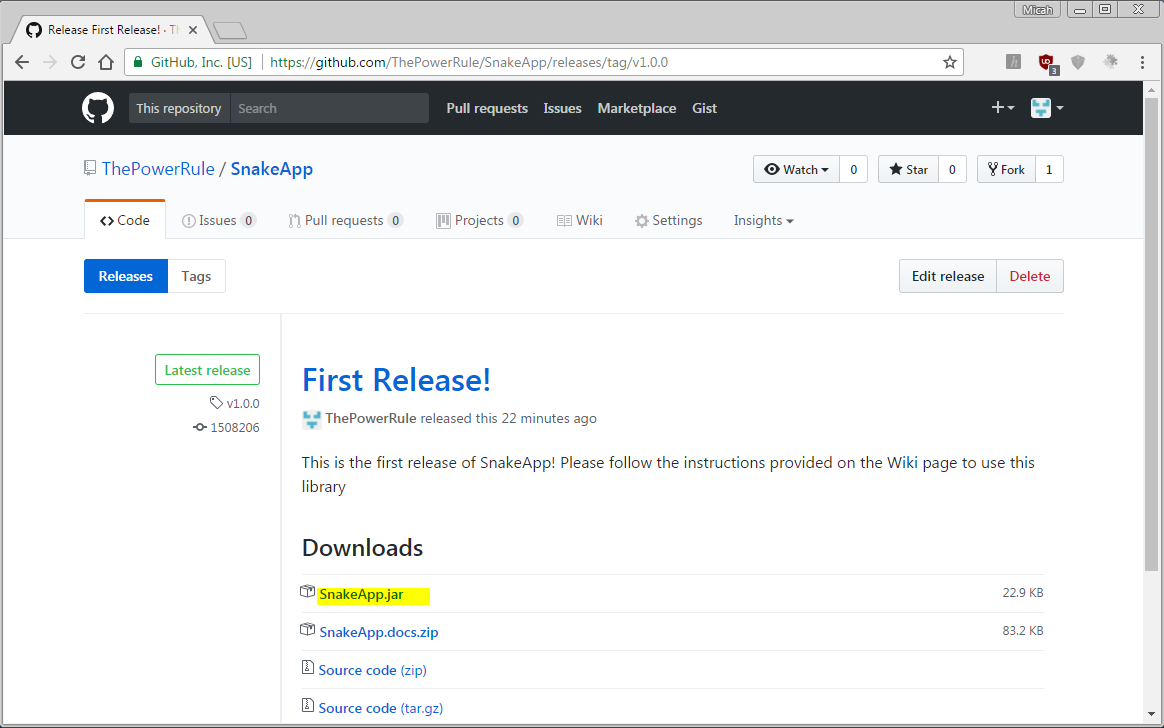 Micah
Release First Release! · Th
GitHub, Inc. [US] https://github.com/ThePowerRule/SnakeApp/releases/tag/v1.0.0
3
This repository Search Pull requests Issues Marketplace Gist
ThePowerRule / SnakeApp Watch 0 Star 0 Fork 1
Code Issues 0 Pull requests 0 Projects 0 Wiki Settings Insights
Releases Tags Edit release Delete
Latest release
v1.0.0
1508206
First Release!
ThePowerRule released this 22 minutes ago
This is the first release of SnakeApp! Please follow the instructions provided on the Wiki page to use this
library
Downloads
SnakeApp.jar 22.9 KB
SnakeApp.docs.zip 83.2 KB
Source code (zip)
Source code (tar.gz)